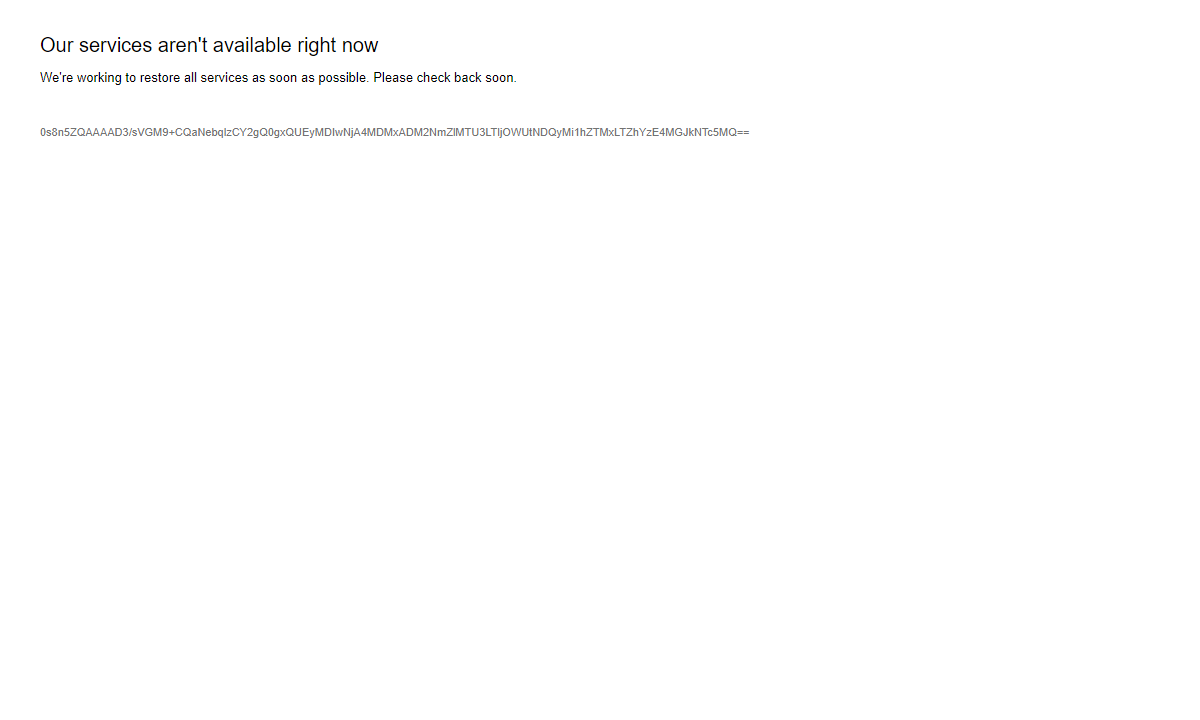 Our services aren't available right now
We're working to restore all services as soon as possible. Please check back soon.
0s8n5ZQAAAAD3/sVGM9+CQaNebqIzCY2gQ0gxQUEyMDIwNjA4MDMxADM2NmZlMTU3LTljOWUtNDQyMi1hZTMxLTZhYzE4MGJkNTc5MQ==